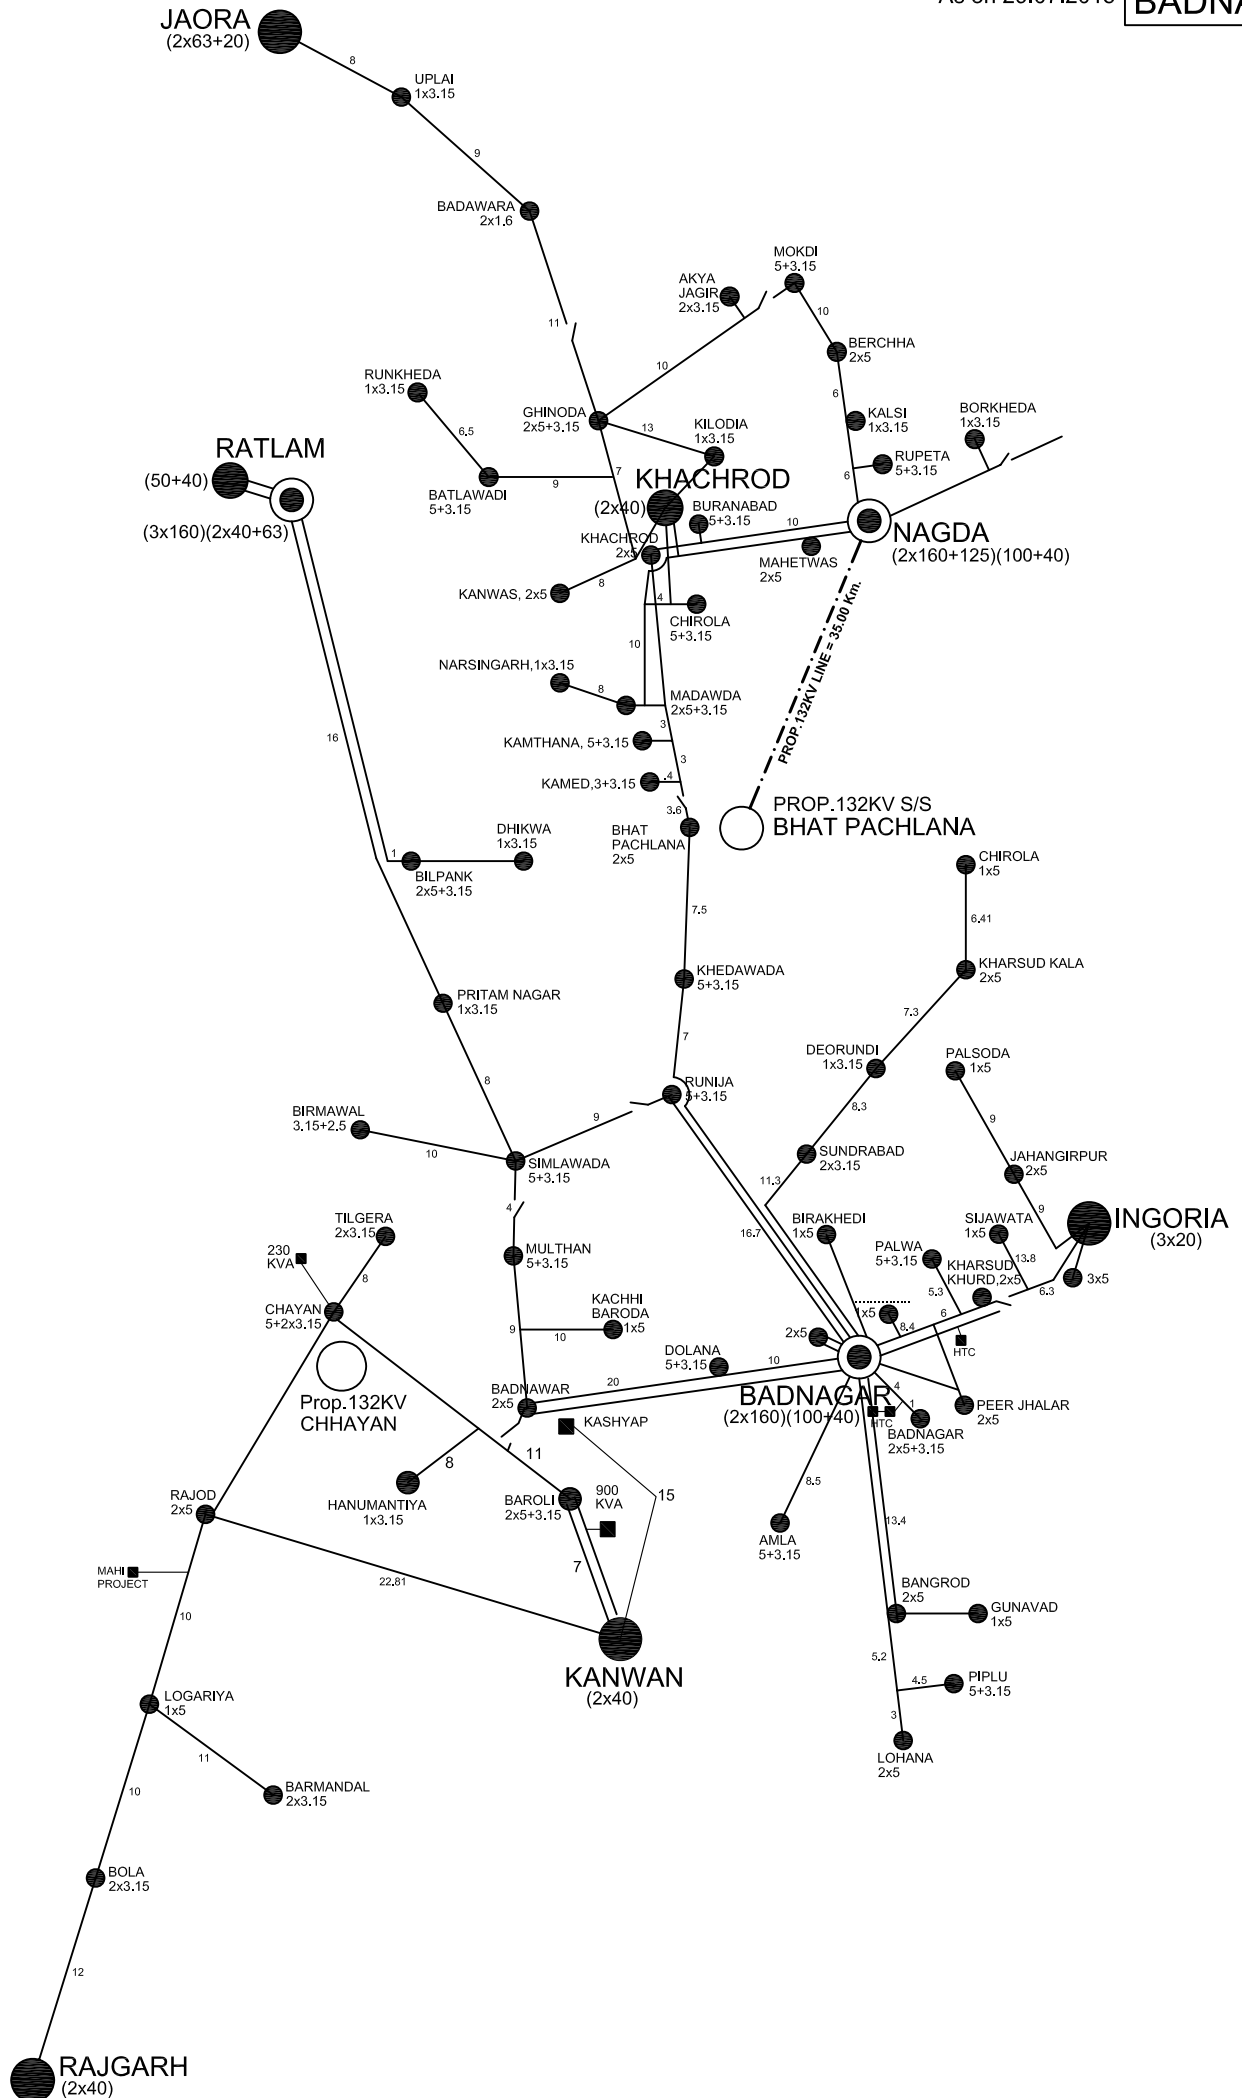 JAORA
(2x63+20)
BADNA
8
UPLAI
1x3.15
9
BADAWARA
2x1.6
11
MOKDI
5+3.15
AKYA
JAGIR
2x3.15
10
10
BERCHHA
2x5
6
RUNKHEDA
1x3.15
6.5
GHINODA
2x5+3.15
13
KILODIA
1x3.15
KALSI
1x3.15
BORKHEDA
1x3.15
RUPETA
5+3.15
6
RATLAM
(50+40)
(3x160)(2x40+63)
BATLAWADI
5+3.15
9
7
KHACHROD
(2x40)
BURANABAD
5+3.15
10
KHACHROD
2x5
NAGDA
(2x160+125)(100+40)
MAHETWAS
2x5
KANWAS, 2x5
8
4
CHIROLA
5+3.15
10
NARSINGARH,1x3.15
8
MADAWDA
2x5+3.15
PROP.132KV LINE = 35.00 Km.
3
KAMTHANA, 5+3.15
3
KAMED,3+3.15
.4
3.6
BHAT
PACHLANA
2x5
PROP.132KV S/S
BHAT PACHLANA
16
1
DHIKWA
1x3.15
BILPANK
2x5+3.15
CHIROLA
1x5
6.41
7.5
KHARSUD KALA
2x5
KHEDAWADA
5+3.15
PRITAM NAGAR
1x3.15
7.3
7
DEORUNDI
1x3.15
PALSODA
1x5
8
RUNIJA
5+3.15
8.3
9
BIRMAWAL
3.15+2.5
9
10
SIMLAWADA
5+3.15
SUNDRABAD
2x3.15
JAHANGIRPUR
2x5
11.3
4
9
TILGERA
2x3.15
16.7
BIRAKHEDI
1x5
SIJAWATA
1x5
INGORIA
(3x20)
230
KVA
8
MULTHAN
5+3.15
PALWA
5+3.15
13.8
KHARSUD
KHURD,2x5
3x5
5.3
6.3
CHAYAN
5+2x3.15
KACHHI
BARODA
1x5
1x5
6
8.4
9
10
2x5
HTC
DOLANA
5+3.15
10
20
Prop.132KV
CHHAYAN
BADNAWAR
2x5
BADNAGAR
(2x160)(100+40)
4
1
HTC
PEER JHALAR
2x5
BADNAGAR
2x5+3.15
KASHYAP
11
8
8.5
HANUMANTIYA
1x3.15
BAROLI
2x5+3.15
900
KVA
15
RAJOD
2x5
13.4
AMLA
5+3.15
7
MAHI
PROJECT
22.81
BANGROD
2x5
GUNAVAD
1x5
10
5.2
KANWAN
(2x40)
4.5
PIPLU
5+3.15
LOGARIYA
1x5
3
LOHANA
2x5
11
10
BARMANDAL
2x3.15
BOLA
2x3.15
12
RAJGARH
(2x40)